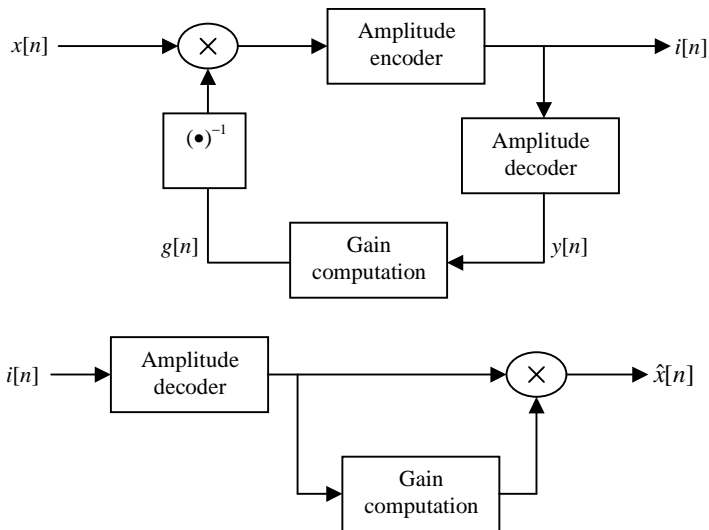 x[n]
×
Amplitude
encoder
i[n]
(•)⁻¹
Amplitude
decoder
g[n]
Gain
computation
y[n]
i[n]
Amplitude
decoder
×
x̂[n]
Gain
computation